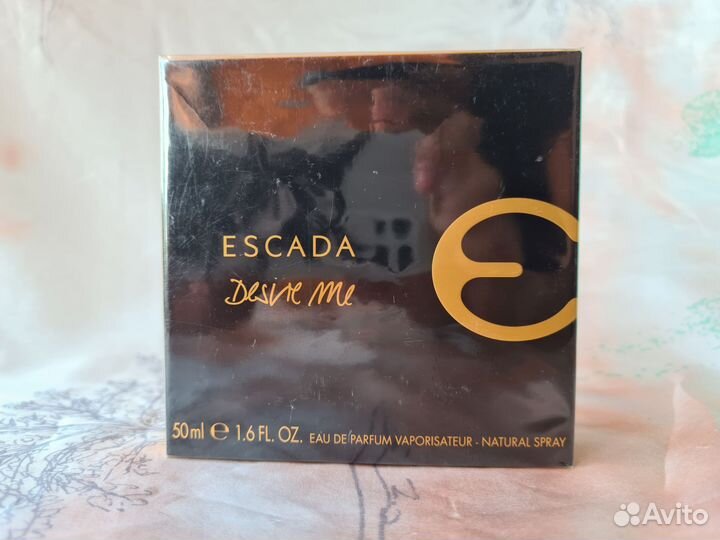 ESCADA
Desire Me
50ml ℮ 1.6 FL. OZ. EAU DE PARFUM VAPORISATEUR - NATURAL SPRAY
Avito